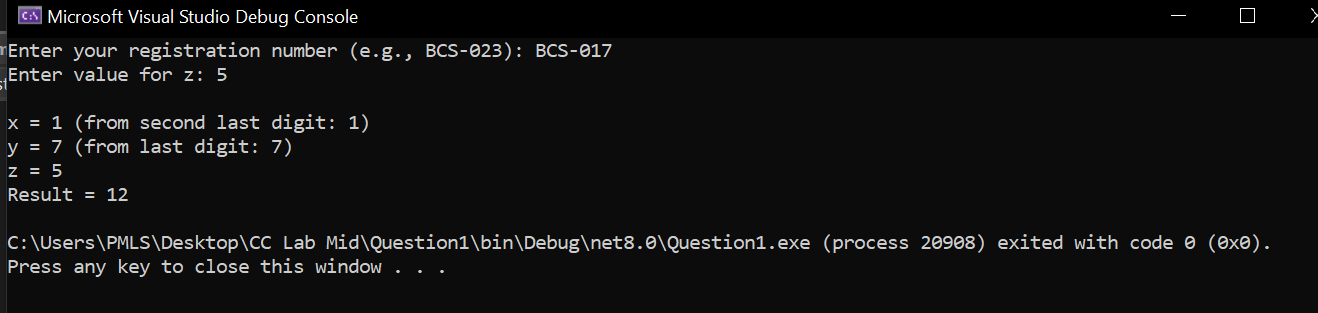 Microsoft Visual Studio Debug Console
Enter your registration number (e.g., BCS-023): BCS-017
Enter value for z: 5
x = 1 (from second last digit: 1)
y = 7 (from last digit: 7)
z = 5
Result = 12
C:\Users\PMLS\Desktop\CC Lab Mid\Question1\bin\Debug\net8.0\Question1.exe (process 20908) exited with code 0 (0x0).
Press any key to close this window . . .